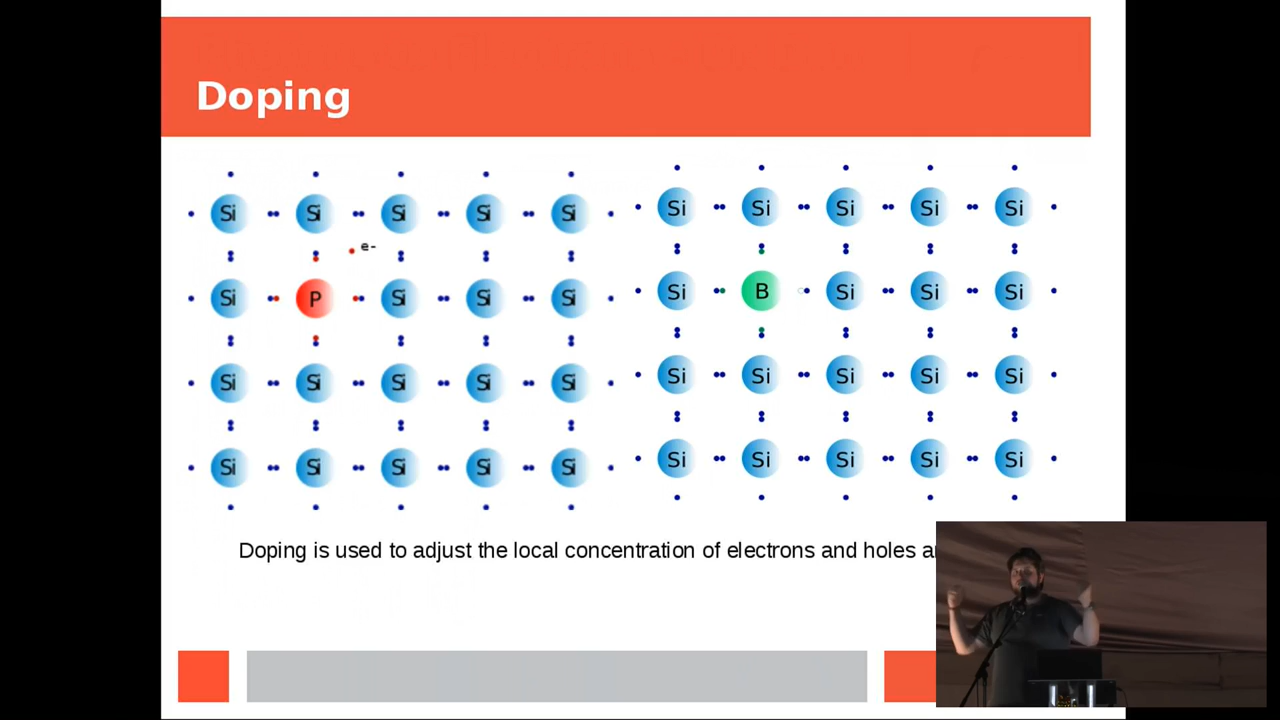 Doping
Si Si Si Si Si
e-
Si P Si Si Si
Si Si Si Si Si
Si Si Si Si Si
Si Si Si Si Si
Si B Si Si Si
Si Si Si Si Si
Si Si Si Si Si
Doping is used to adjust the local concentration of electrons and holes